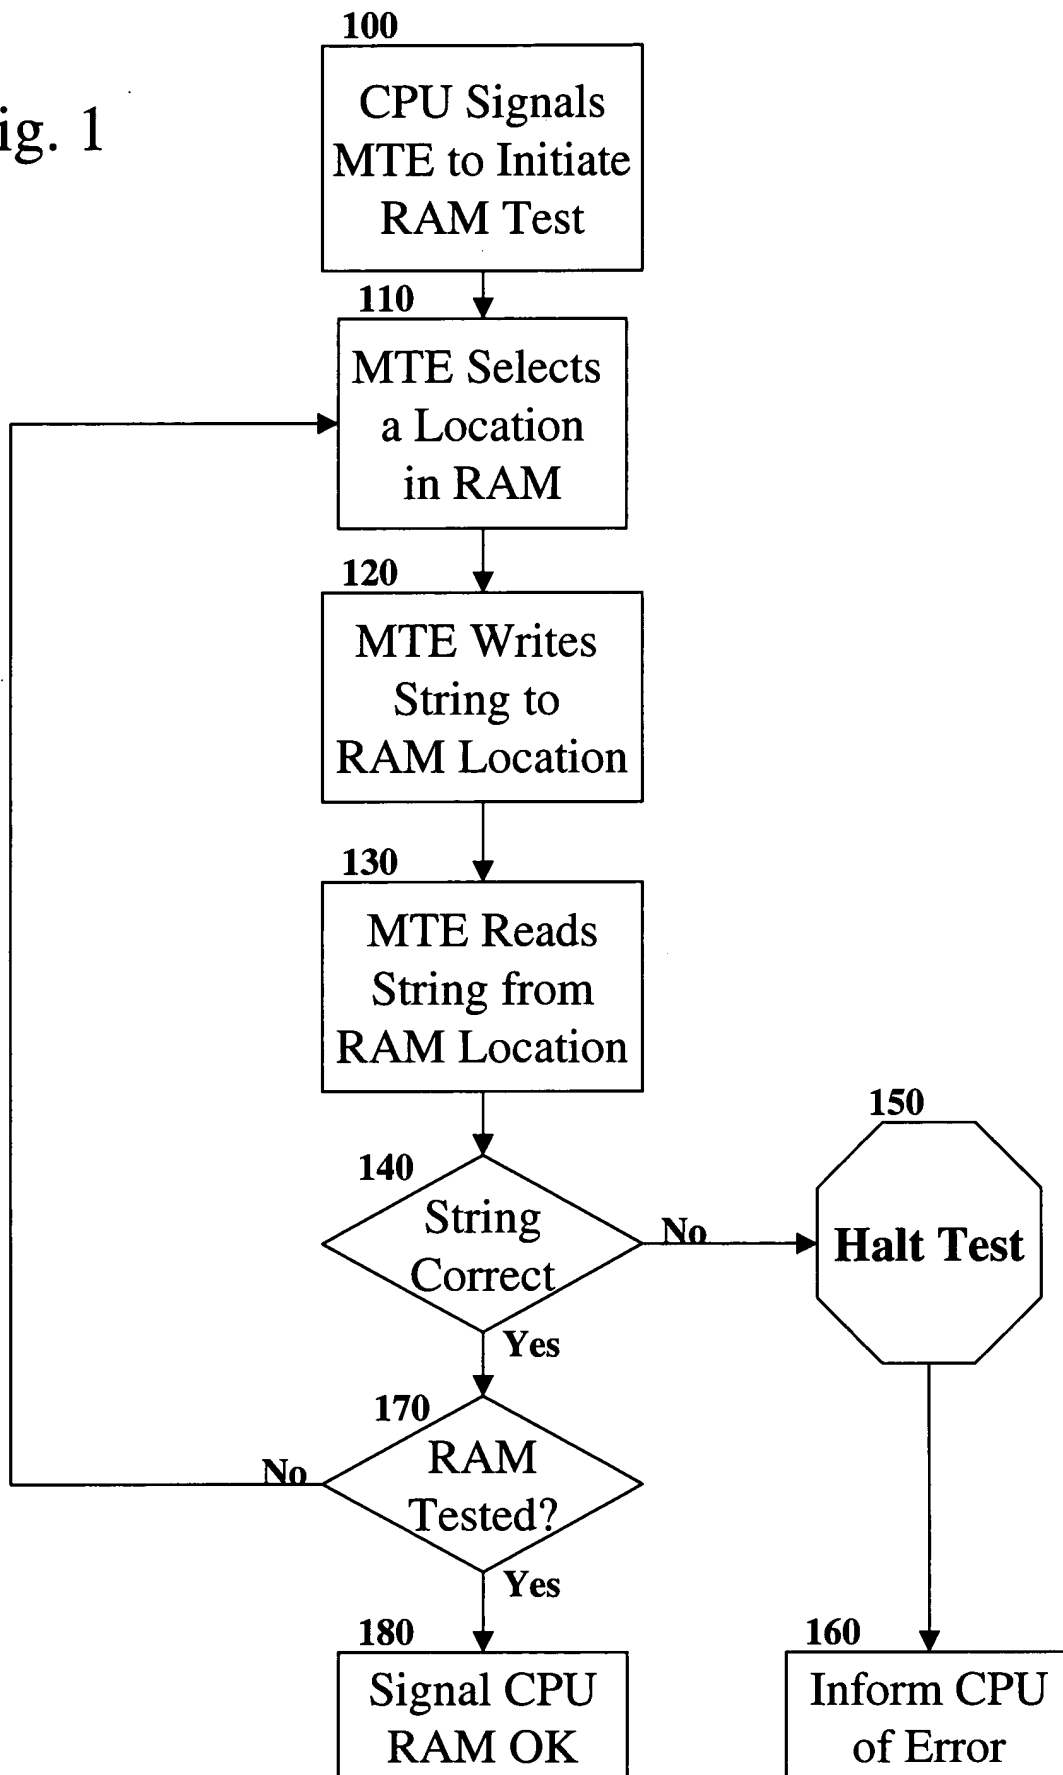 100
ig. 1
CPU Signals
MTE to Initiate
RAM Test
110
MTE Selects
a Location
in RAM
120
MTE Writes
String to
RAM Location
130
MTE Reads
String from
RAM Location
140
String
Correct
No
150
Halt Test
Yes
170
RAM
Tested?
No
Yes
180
Signal CPU
RAM OK
160
Inform CPU
of Error